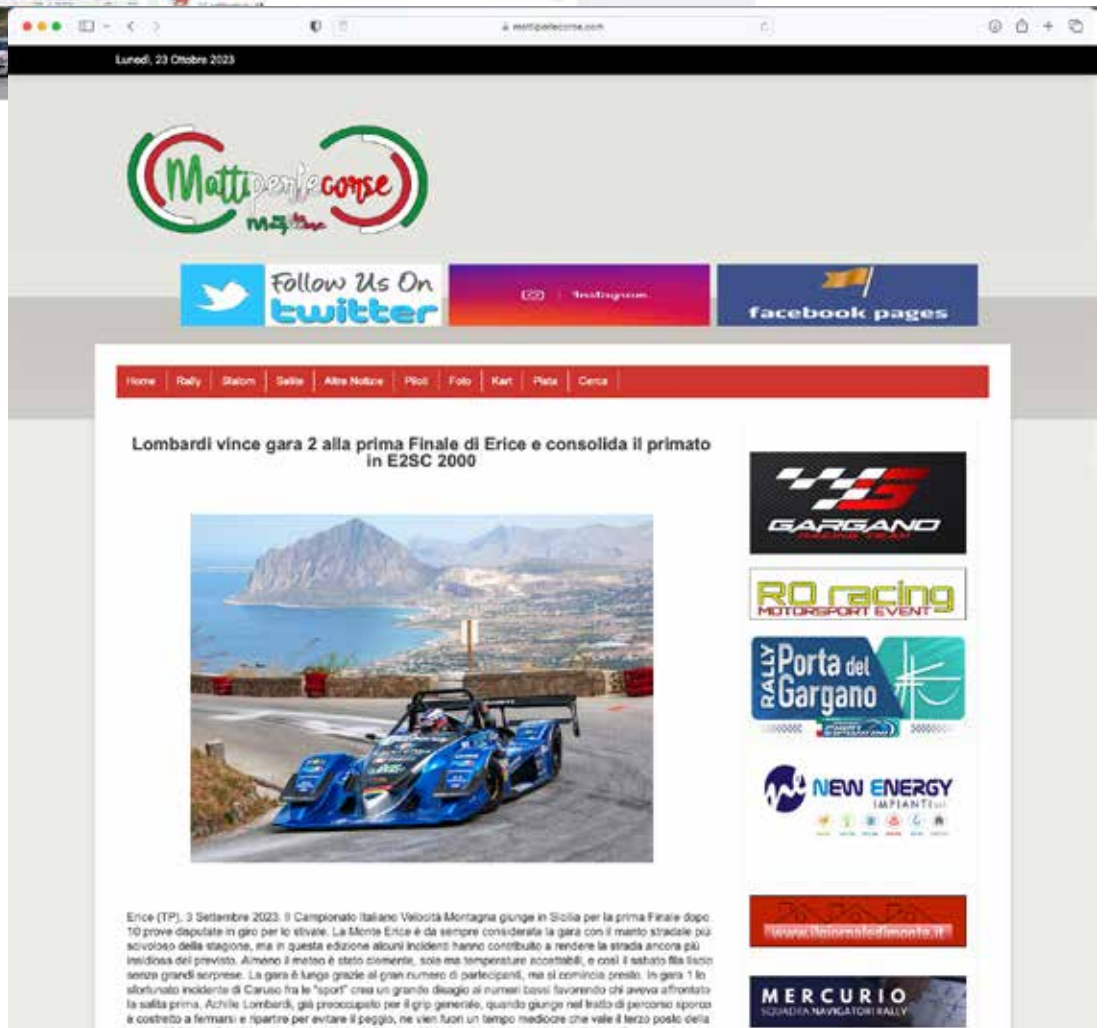 mattiperlecorse.com
Lunedì, 23 Ottobre 2023
Mattiperlecorse
Follow Us On
twitter
Instagram
facebook pages
Home Rally Slalom Salite Altre Notizie Piloti Foto Kart Pista Cerca
Lombardi vince gara 2 alla prima Finale di Erice e consolida il primato
in E2SC 2000
GARGANO
RACING TEAM
RO racing
MOTORSPORT EVENT
RALLY
Porta del
Gargano
NEW ENERGY
IMPIANTI
Erice (TP), 3 Settembre 2023. Il Campionato Italiano Velocità Montagna giunge in Sicilia per la prima Finale dopo
10 prove disputate in giro per lo stivale. La Monte Erice è da sempre considerata la gara con il manto stradale più
scivoloso della stagione, ma in questa edizione alcuni incidenti hanno contribuito a rendere la strada ancora più
insidiosa del previsto. Almeno il meteo è stato clemente, sole ma temperature accettabili, e così il sabato fila liscio
senza grandi sorprese. La gara è lunga grazie al gran numero di partecipanti, ma si comincia presto. In gara 1 lo
sfortunato incidente di Caruso fra le "sport" crea un grande disagio ai numeri bassi favorendo chi aveva affrontato
la salita prima. Achille Lombardi, già preoccupato per il grip generale, quando giunge nel tratto di percorso sporco
è costretto a fermarsi e ripartire per evitare il peggio, ne vien fuori un tempo mediocre che vale il terzo posto della
www.ilgiornaledimonte.it
MERCURIO
SQUADRA NAVIGATORI RALLY